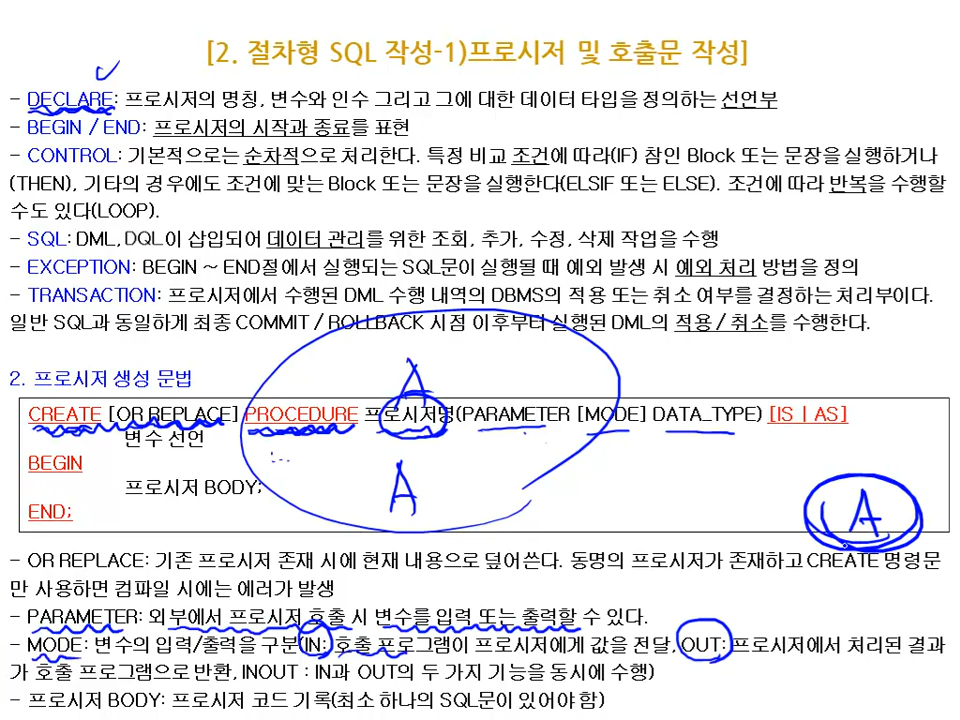 [2. 절차형 SQL 작성-1)프로시저 및 호출문 작성]
- DECLARE: 프로시저의 명칭, 변수와 인수 그리고 그에 대한 데이터 타입을 정의하는 선언부
- BEGIN / END: 프로시저의 시작과 종료를 표현
- CONTROL: 기본적으로는 순차적으로 처리한다. 특정 비교 조건에 따라(IF) 참인 Block 또는 문장을 실행하거나
(THEN), 기타의 경우에도 조건에 맞는 Block 또는 문장을 실행한다(ELSIF 또는 ELSE). 조건에 따라 반복을 수행할
수도 있다(LOOP).
- SQL: DML, DQL이 삽입되어 데이터 관리를 위한 조회, 추가, 수정, 삭제 작업을 수행
- EXCEPTION: BEGIN ~ END절에서 실행되는 SQL문이 실행될 때 예외 발생 시 예외 처리 방법을 정의
- TRANSACTION: 프로시저에서 수행된 DML 수행 내역의 DBMS의 적용 또는 취소 여부를 결정하는 처리부이다.
일반 SQL과 동일하게 최종 COMMIT / ROLLBACK 시점 이후부터 실행된 DML의 적용 / 취소를 수행한다.
2. 프로시저 생성 문법
A
CREATE [OR REPLACE] PROCEDURE 프로시저명(PARAMETER [MODE] DATA_TYPE) [IS | AS]
변수 선언
BEGIN
A
프로시저 BODY;
END;
A
- OR REPLACE: 기존 프로시저 존재 시에 현재 내용으로 덮어쓴다. 동명의 프로시저가 존재하고 CREATE 명령문
만 사용하면 컴파일 시에는 에러가 발생
- PARAMETER: 외부에서 프로시저 호출 시 변수를 입력 또는 출력할 수 있다.
- MODE: 변수의 입력/출력을 구분(IN: 호출 프로그램이 프로시저에게 값을 전달, OUT: 프로시저에서 처리된 결과
가 호출 프로그램으로 반환, INOUT : IN과 OUT의 두 가지 기능을 동시에 수행)
- 프로시저 BODY: 프로시저 코드 기록(최소 하나의 SQL문이 있어야 함)